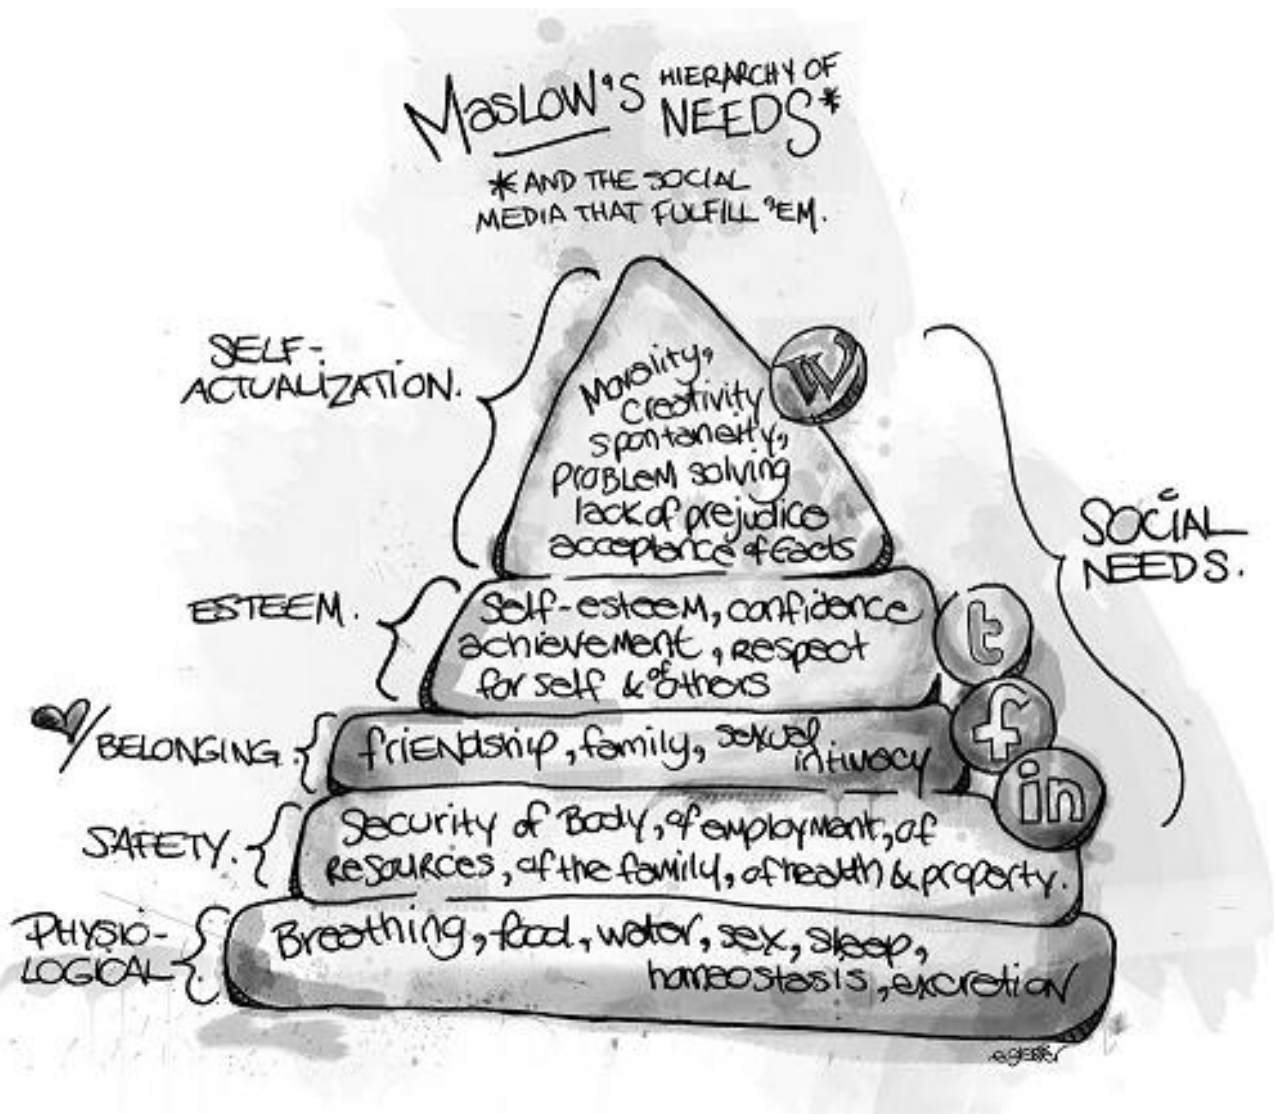 MASLOW'S HIERARCHY OF
NEEDS*
*AND THE SOCIAL
MEDIA THAT FULFILL 'EM.
SELF-
ACTUALIZATION.
Morality,
creativity
spontaneity,
PROBLEM solving
lack of prejudice
acceptance of facts
W
SOCIAL
NEEDS.
ESTEEM.
Self-esteem, confidence
achievement, respect
for self & of others
t
f
in
/BELONGING.
friendship, family, sexual
intimacy
SAFETY.
Security of Body, of employment, of
resources, of the family, of health & property.
PHYSIO-
LOGICAL
Breathing, food, water, sex, sleep,
homeostasis, excretion